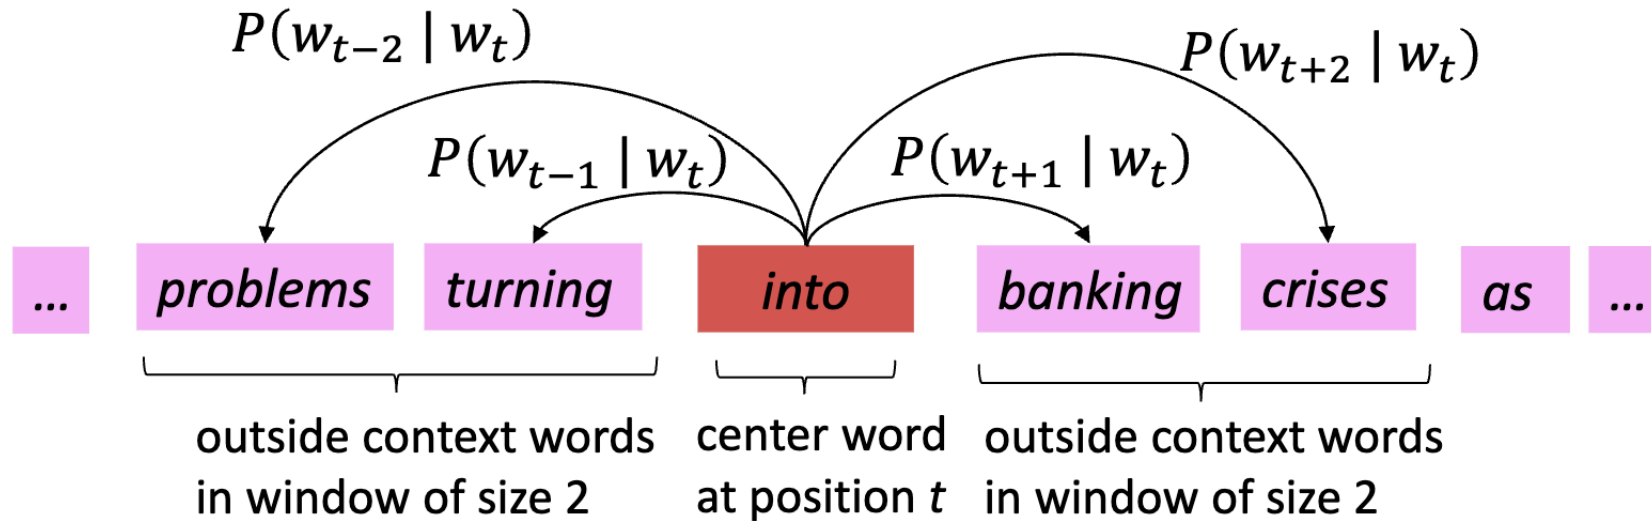 P(w_{t−2} | w_t)
P(w_{t+2} | w_t)
P(w_{t−1} | w_t)
P(w_{t+1} | w_t)
... problems turning into banking crises as ...
outside context words
in window of size 2
center word
at position t
outside context words
in window of size 2